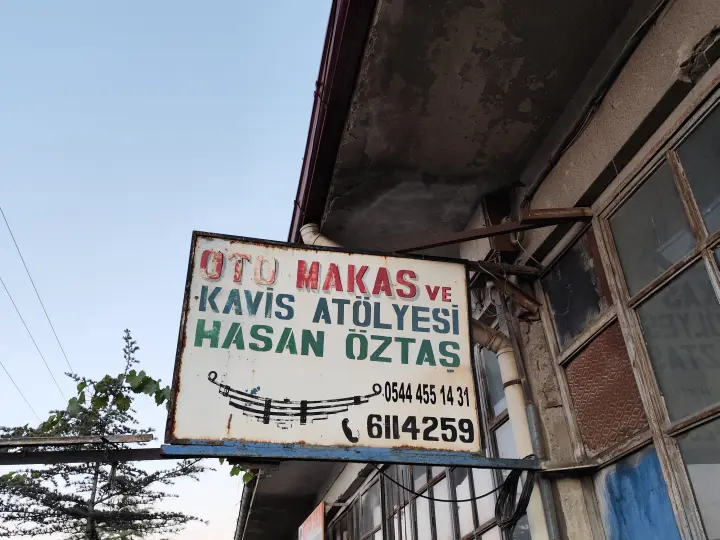 OTO MAKAS VE
KAVİS ATÖLYESİ
HASAN ÖZTAŞ
0544 455 14 31
6114259